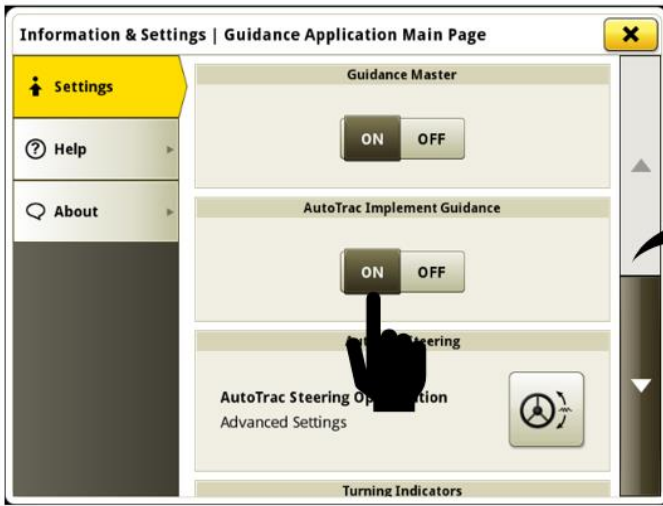 Information & Settings | Guidance Application Main Page
Settings
Help
About
Guidance Master
ON OFF
AutoTrac Implement Guidance
ON OFF
AutoTrac Steering Op
Advanced Settings
Turning Indicators